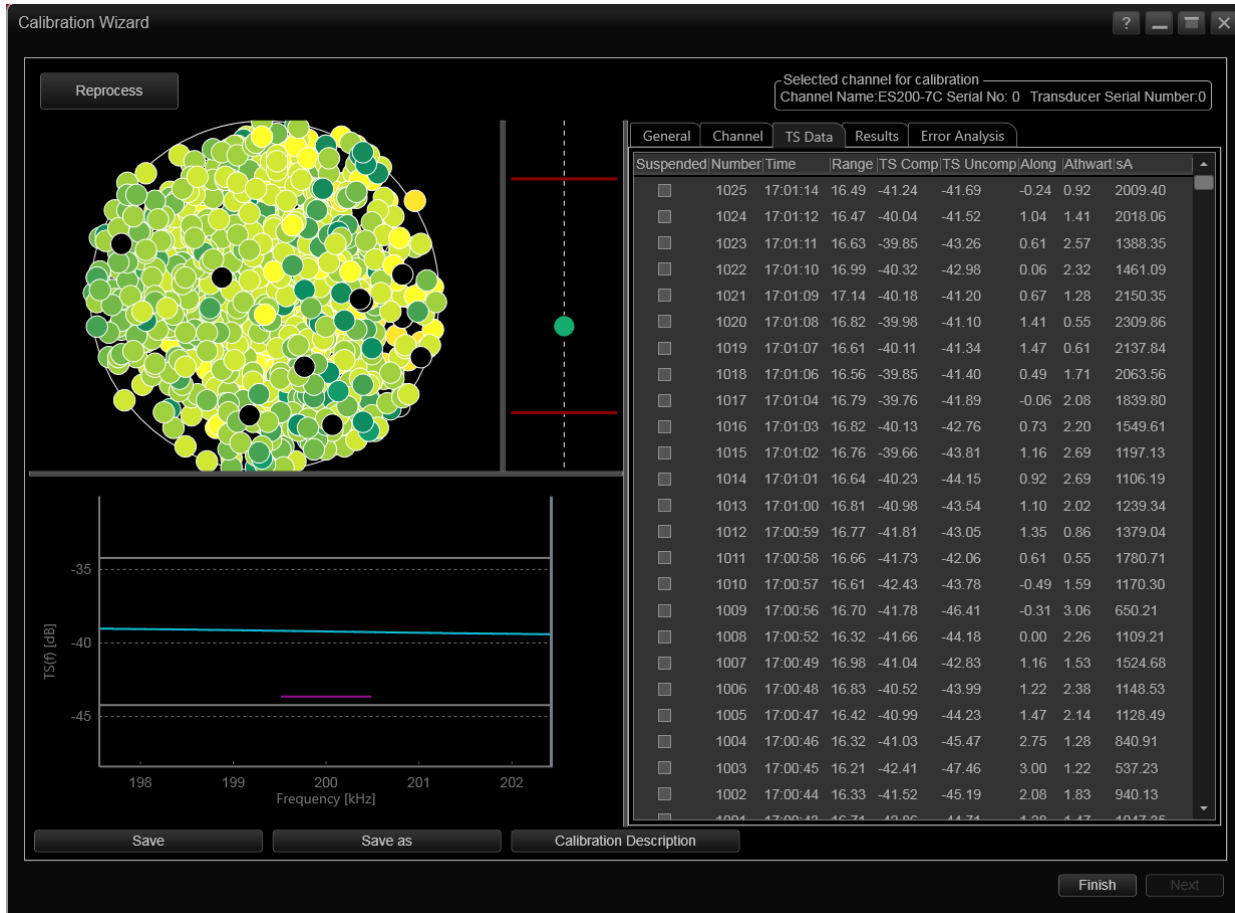 Calibration Wizard
?
Reprocess
Selected channel for calibration
Channel Name:ES200-7C Serial No: 0 Transducer Serial Number:0
General Channel TS Data Results Error Analysis
Suspended Number Time Range TS Comp TS Uncomp Along Athwart sA
1025 17:01:14 16.49 -41.24 -41.69 -0.24 0.92 2009.40
1024 17:01:12 16.47 -40.04 -41.52 1.04 1.41 2018.06
1023 17:01:11 16.63 -39.85 -43.26 0.61 2.57 1388.35
1022 17:01:10 16.99 -40.32 -42.98 0.06 2.32 1461.09
1021 17:01:09 17.14 -40.18 -41.20 0.67 1.28 2150.35
1020 17:01:08 16.82 -39.98 -41.10 1.41 0.55 2309.86
1019 17:01:07 16.61 -40.11 -41.34 1.47 0.61 2137.84
1018 17:01:06 16.56 -39.85 -41.40 0.49 1.71 2063.56
1017 17:01:04 16.79 -39.76 -41.89 -0.06 2.08 1839.80
1016 17:01:03 16.82 -40.13 -42.76 0.73 2.20 1549.61
1015 17:01:02 16.76 -39.66 -43.81 1.16 2.69 1197.13
1014 17:01:01 16.64 -40.23 -44.15 0.92 2.69 1106.19
1013 17:01:00 16.81 -40.98 -43.54 1.10 2.02 1239.34
1012 17:00:59 16.77 -41.81 -43.05 1.35 0.86 1379.04
1011 17:00:58 16.66 -41.73 -42.06 0.61 0.55 1780.71
1010 17:00:57 16.61 -42.43 -43.78 -0.49 1.59 1170.30
1009 17:00:56 16.70 -41.78 -46.41 -0.31 3.06 650.21
1008 17:00:52 16.32 -41.66 -44.18 0.00 2.26 1109.21
1007 17:00:49 16.98 -41.04 -42.83 1.16 1.53 1524.68
1006 17:00:48 16.83 -40.52 -43.99 1.22 2.38 1148.53
1005 17:00:47 16.42 -40.99 -44.23 1.47 2.14 1128.49
1004 17:00:46 16.32 -41.03 -45.47 2.75 1.28 840.91
1003 17:00:45 16.21 -42.41 -47.46 3.00 1.22 537.23
1002 17:00:44 16.33 -41.52 -45.19 2.08 1.83 940.13
-35
-40
-45
TS(f) [dB]
198 199 200 201 202
Frequency [kHz]
Save Save as Calibration Description
Finish Next